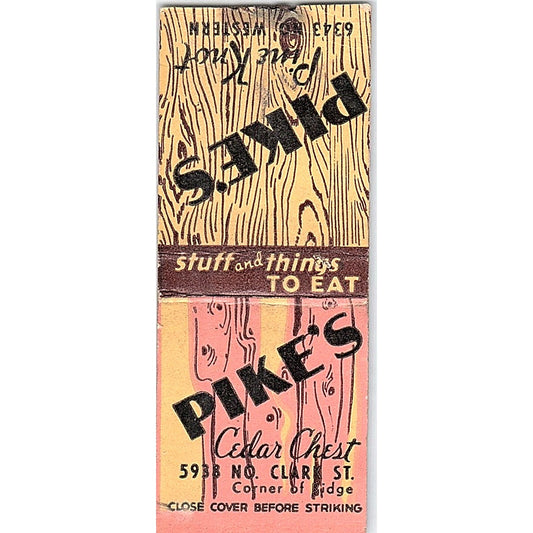 PIKE'S
Pine Knot
6343 NO. WESTERN
stuff and things
TO EAT
PIKE'S
Cedar Chest
5938 NO. CLARK ST.
Corner of Ridge
CLOSE COVER BEFORE STRIKING